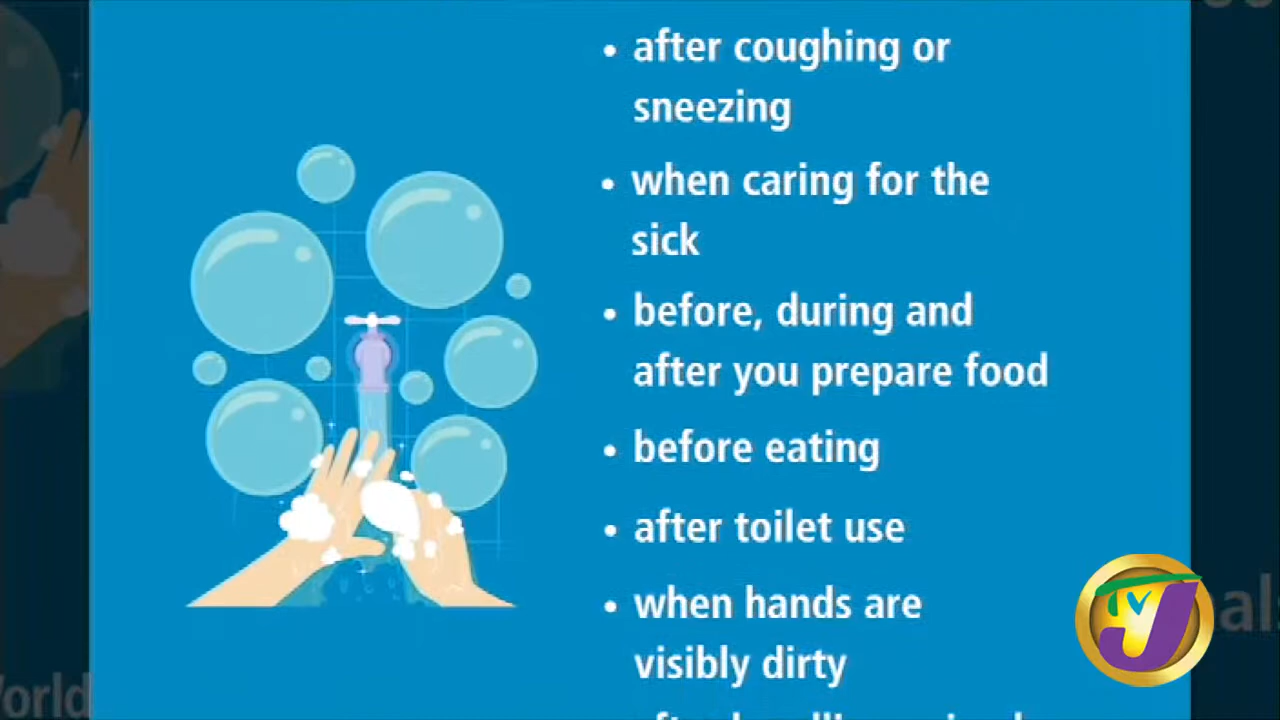 • after coughing or
sneezing
• when caring for the
sick
• before, during and
after you prepare food
• before eating
• after toilet use
• when hands are
visibly dirty
TVJ